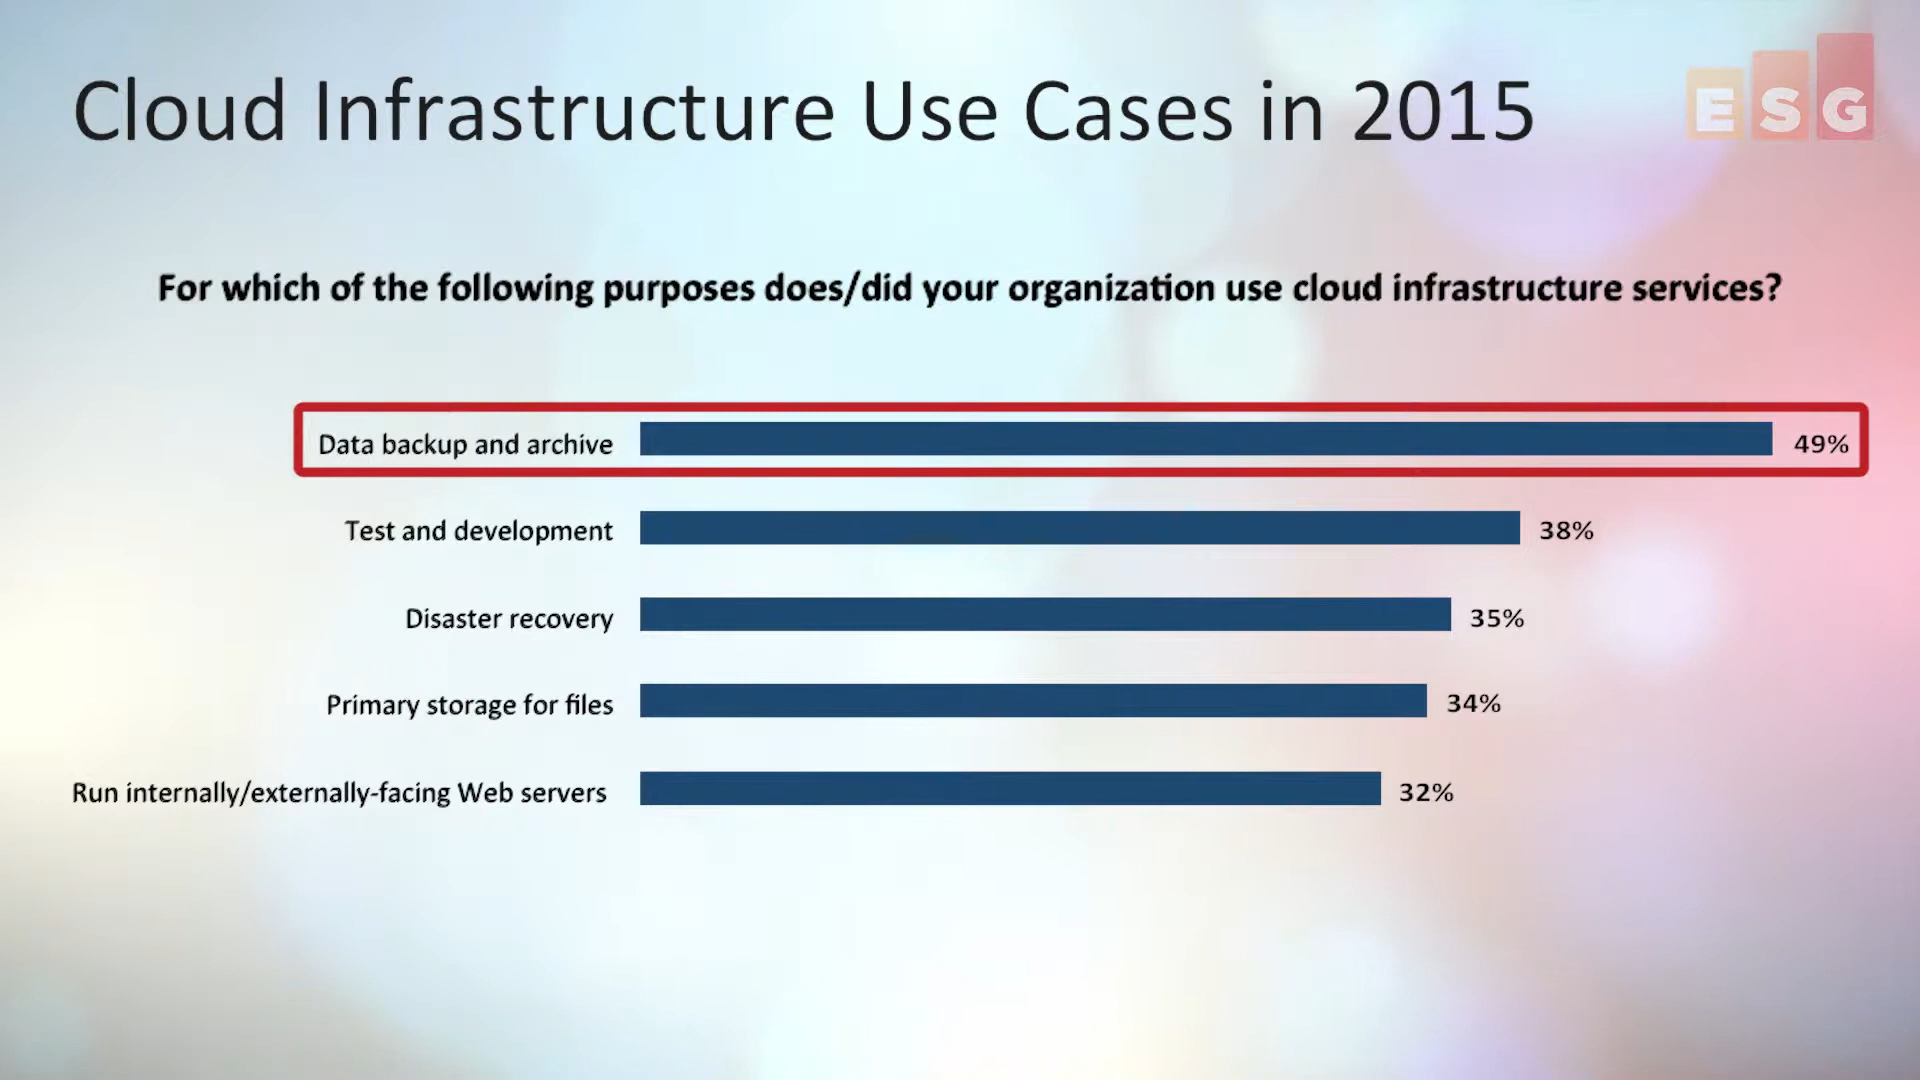 Cloud Infrastructure Use Cases in 2015
ESG
For which of the following purposes does/did your organization use cloud infrastructure services?
Data backup and archive 49%
Test and development 38%
Disaster recovery 35%
Primary storage for files 34%
Run internally/externally-facing Web servers 32%